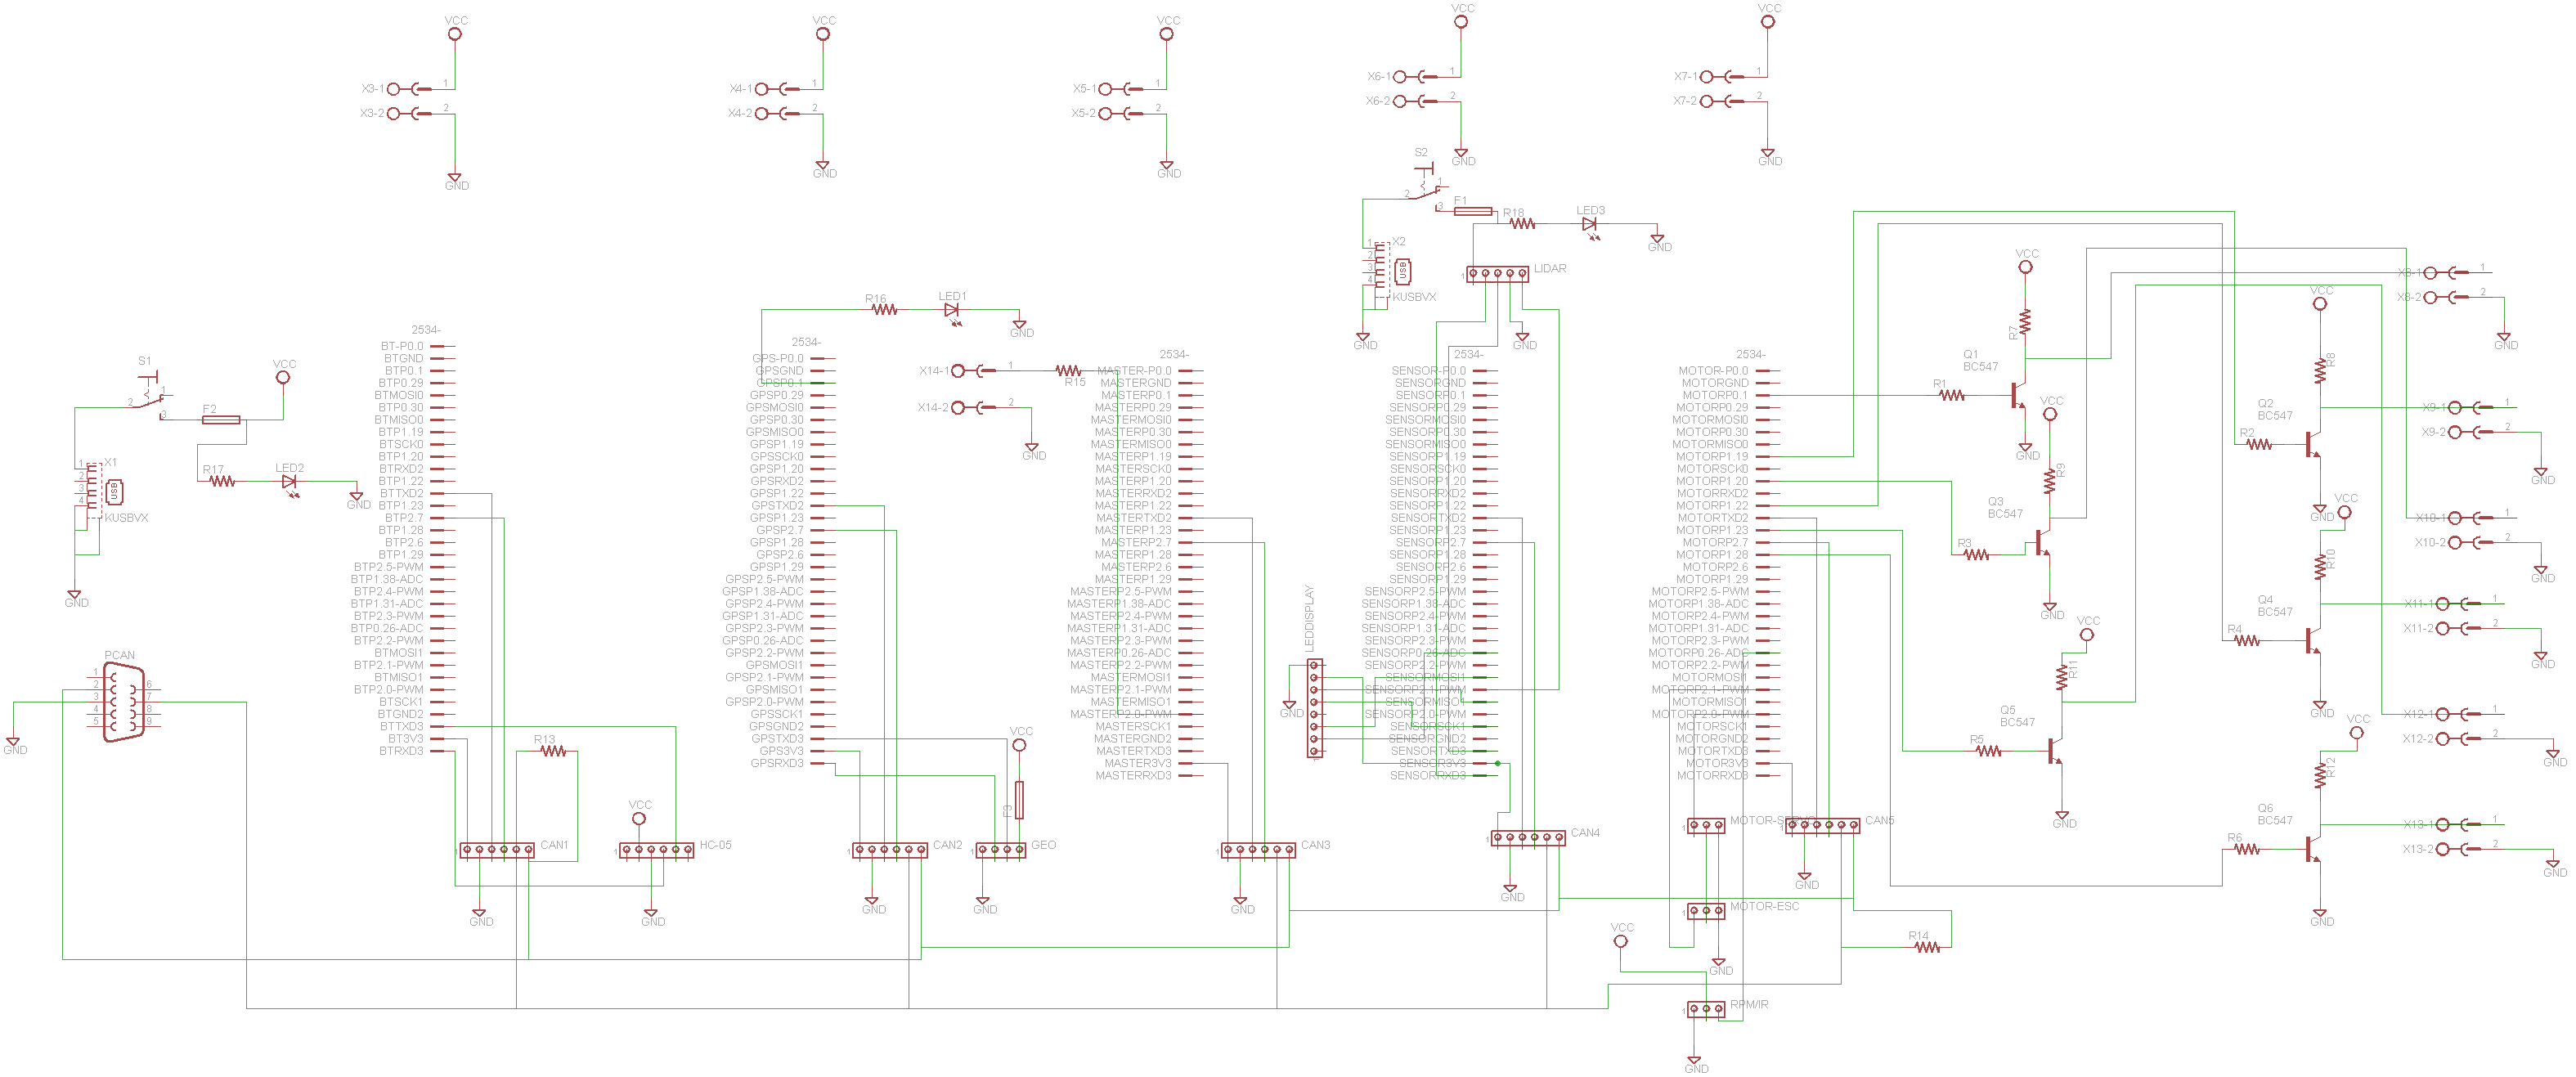 VCC
VCC
VCC
VCC
VCC
X3-1 1
X3-2 2
GND
X4-1 1
X4-2 2
GND
X5-1 1
X5-2 2
GND
X6-1 1
X6-2 2
GND
X7-1 1
X7-2 2
GND
S2
1
2
3
F1
R18
LED3
GND
X2
1
2
3
4
USB
KUSBVX
GND
1
LIDAR
GND
S1
1
2
3
F2
VCC
R17
LED2
GND
X1
1
2
3
4
USB
KUSBVX
GND
PCAN
1
2
3
4
5
6
7
8
9
GND
2534-
BT-P0.0
BTGND
BTP0.1
BTP0.29
BTMOSI0
BTP0.30
BTMISO0
BTP1.19
BTSCK0
BTP1.20
BTRXD2
BTP1.22
BTTXD2
BTP1.23
BTP2.7
BTP1.28
BTP2.6
BTP1.29
BTP2.5-PWM
BTP1.38-ADC
BTP2.4-PWM
BTP1.31-ADC
BTP2.3-PWM
BTP0.26-ADC
BTP2.2-PWM
BTMOSI1
BTP2.1-PWM
BTMISO1
BTP2.0-PWM
BTSCK1
BTGND2
BTTXD3
BT3V3
BTRXD3
R13
1
CAN1
GND
VCC
1
HC-05
GND
R16
LED1
GND
2534-
GPS-P0.0
GPSGND
GPSP0.1
GPSP0.29
GPSMOSI0
GPSP0.30
GPSMISO0
GPSP1.19
GPSSCK0
GPSP1.20
GPSRXD2
GPSP1.22
GPSTXD2
GPSP1.23
GPSP2.7
GPSP1.28
GPSP2.6
GPSP1.29
GPSP2.5-PWM
GPSP1.38-ADC
GPSP2.4-PWM
GPSP1.31-ADC
GPSP2.3-PWM
GPSP0.26-ADC
GPSP2.2-PWM
GPSMOSI1
GPSP2.1-PWM
GPSMISO1
GPSP2.0-PWM
GPSSCK1
GPSGND2
GPSTXD3
GPS3V3
GPSRXD3
1
CAN2
GND
VCC
F3
1
GEO
GND
X14-1 1
X14-2 2
GND
R15
2534-
MASTER-P0.0
MASTERGND
MASTERP0.1
MASTERP0.29
MASTERMOSI0
MASTERP0.30
MASTERMISO0
MASTERP1.19
MASTERSCK0
MASTERP1.20
MASTERRXD2
MASTERP1.22
MASTERTXD2
MASTERP1.23
MASTERP2.7
MASTERP1.28
MASTERP2.6
MASTERP1.29
MASTERP2.5-PWM
MASTERP1.38-ADC
MASTERP2.4-PWM
MASTERP1.31-ADC
MASTERP2.3-PWM
MASTERP0.26-ADC
MASTERP2.2-PWM
MASTERMOSI1
MASTERP2.1-PWM
MASTERMISO1
MASTERP2.0-PWM
MASTERSCK1
MASTERGND2
MASTERTXD3
MASTER3V3
MASTERRXD3
1
CAN3
GND
LEDDISPLAY
1
GND
2534-
SENSOR-P0.0
SENSORGND
SENSORP0.1
SENSORP0.29
SENSORMOSI0
SENSORP0.30
SENSORMISO0
SENSORP1.19
SENSORSCK0
SENSORP1.20
SENSORRXD2
SENSORP1.22
SENSORTXD2
SENSORP1.23
SENSORP2.7
SENSORP1.28
SENSORP2.6
SENSORP1.29
SENSORP2.5-PWM
SENSORP1.38-ADC
SENSORP2.4-PWM
SENSORP1.31-ADC
SENSORP2.3-PWM
SENSORP0.26-ADC
SENSORP2.2-PWM
SENSORMOSI1
SENSORP2.1-PWM
SENSORMISO1
SENSORP2.0-PWM
SENSORSCK1
SENSORGND2
SENSORTXD3
SENSOR3V3
SENSORRXD3
1
CAN4
GND
2534-
MOTOR-P0.0
MOTORGND
MOTORP0.1
MOTORP0.29
MOTORMOSI0
MOTORP0.30
MOTORMISO0
MOTORP1.19
MOTORSCK0
MOTORP1.20
MOTORRXD2
MOTORP1.22
MOTORTXD2
MOTORP1.23
MOTORP2.7
MOTORP1.28
MOTORP2.6
MOTORP1.29
MOTORP2.5-PWM
MOTORP1.38-ADC
MOTORP2.4-PWM
MOTORP1.31-ADC
MOTORP2.3-PWM
MOTORP0.26-ADC
MOTORP2.2-PWM
MOTORMOSI1
MOTORP2.1-PWM
MOTORMISO1
MOTORP2.0-PWM
MOTORSCK1
MOTORGND2
MOTORTXD3
MOTOR3V3
MOTORRXD3
1
MOTOR-SERVO
1
CAN5
GND
1
MOTOR-ESC
GND
R14
VCC
1
RPM/IR
GND
VCC
R7
Q1
BC547
R1
GND
VCC
R9
Q3
BC547
R3
GND
VCC
R11
Q5
BC547
R5
GND
VCC
R8
Q2
BC547
R2
GND
VCC
R10
Q4
BC547
R4
GND
VCC
R12
Q6
BC547
R6
GND
X8-1 1
X8-2 2
GND
X9-1 1
X9-2 2
GND
X10-1 1
X10-2 2
GND
X11-1 1
X11-2 2
GND
X12-1 1
X12-2 2
GND
X13-1 1
X13-2 2
GND